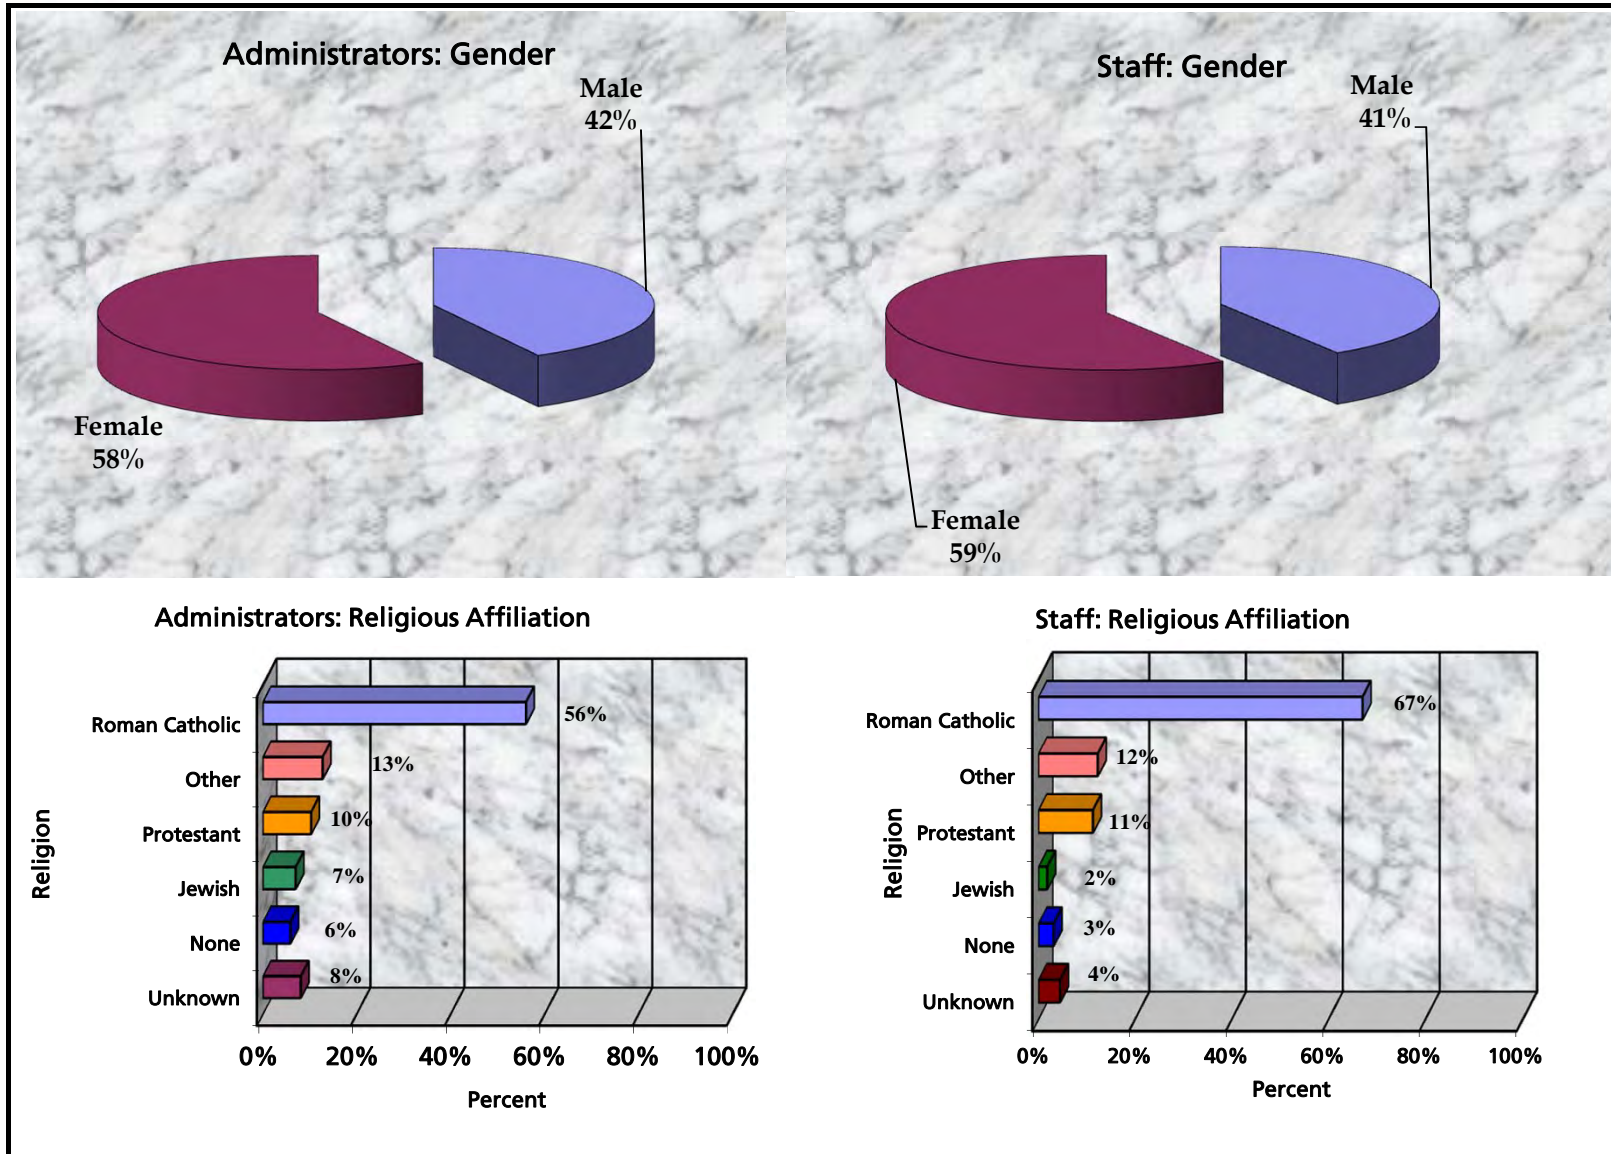 Administrators: Gender
Male
42%
Female
58%
Staff: Gender
Male
41%
Female
59%
Administrators: Religious Affiliation
Religion
Roman Catholic
56%
Other
13%
Protestant
10%
Jewish
7%
None
6%
Unknown
8%
0% 20% 40% 60% 80% 100%
Percent
Staff: Religious Affiliation
Religion
Roman Catholic
67%
Other
12%
Protestant
11%
Jewish
2%
None
3%
Unknown
4%
0% 20% 40% 60% 80% 100%
Percent